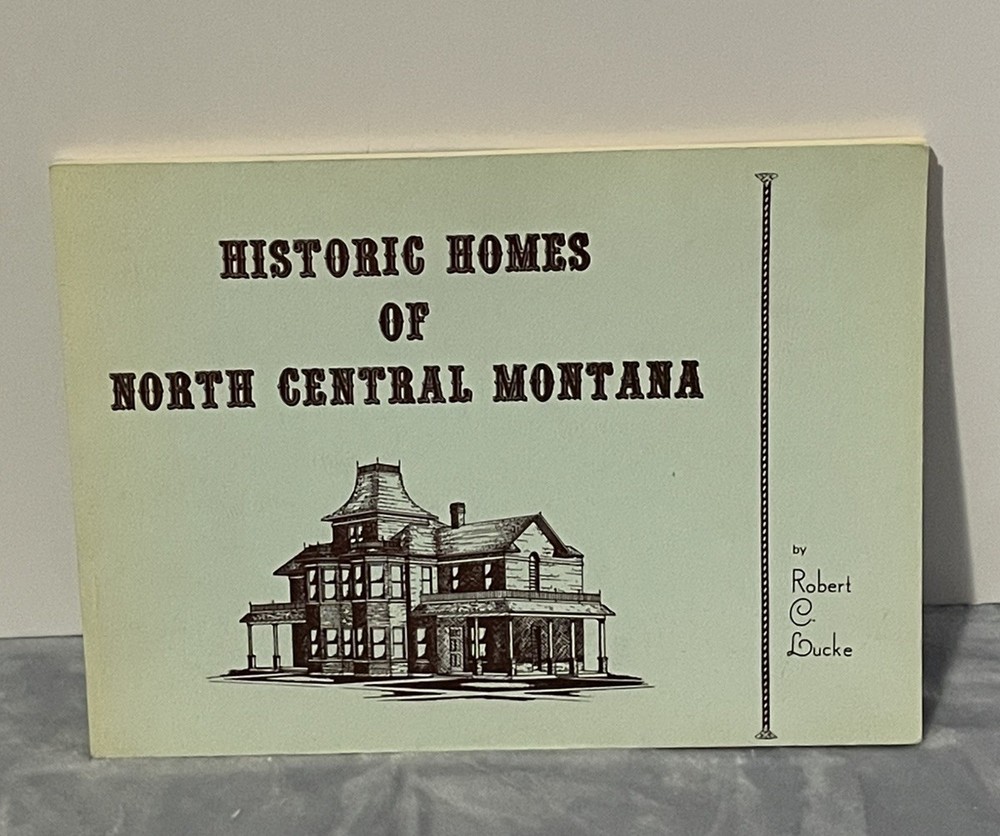 HISTORIC HOMES
OF
NORTH CENTRAL MONTANA
by
Robert
C.
Lucke